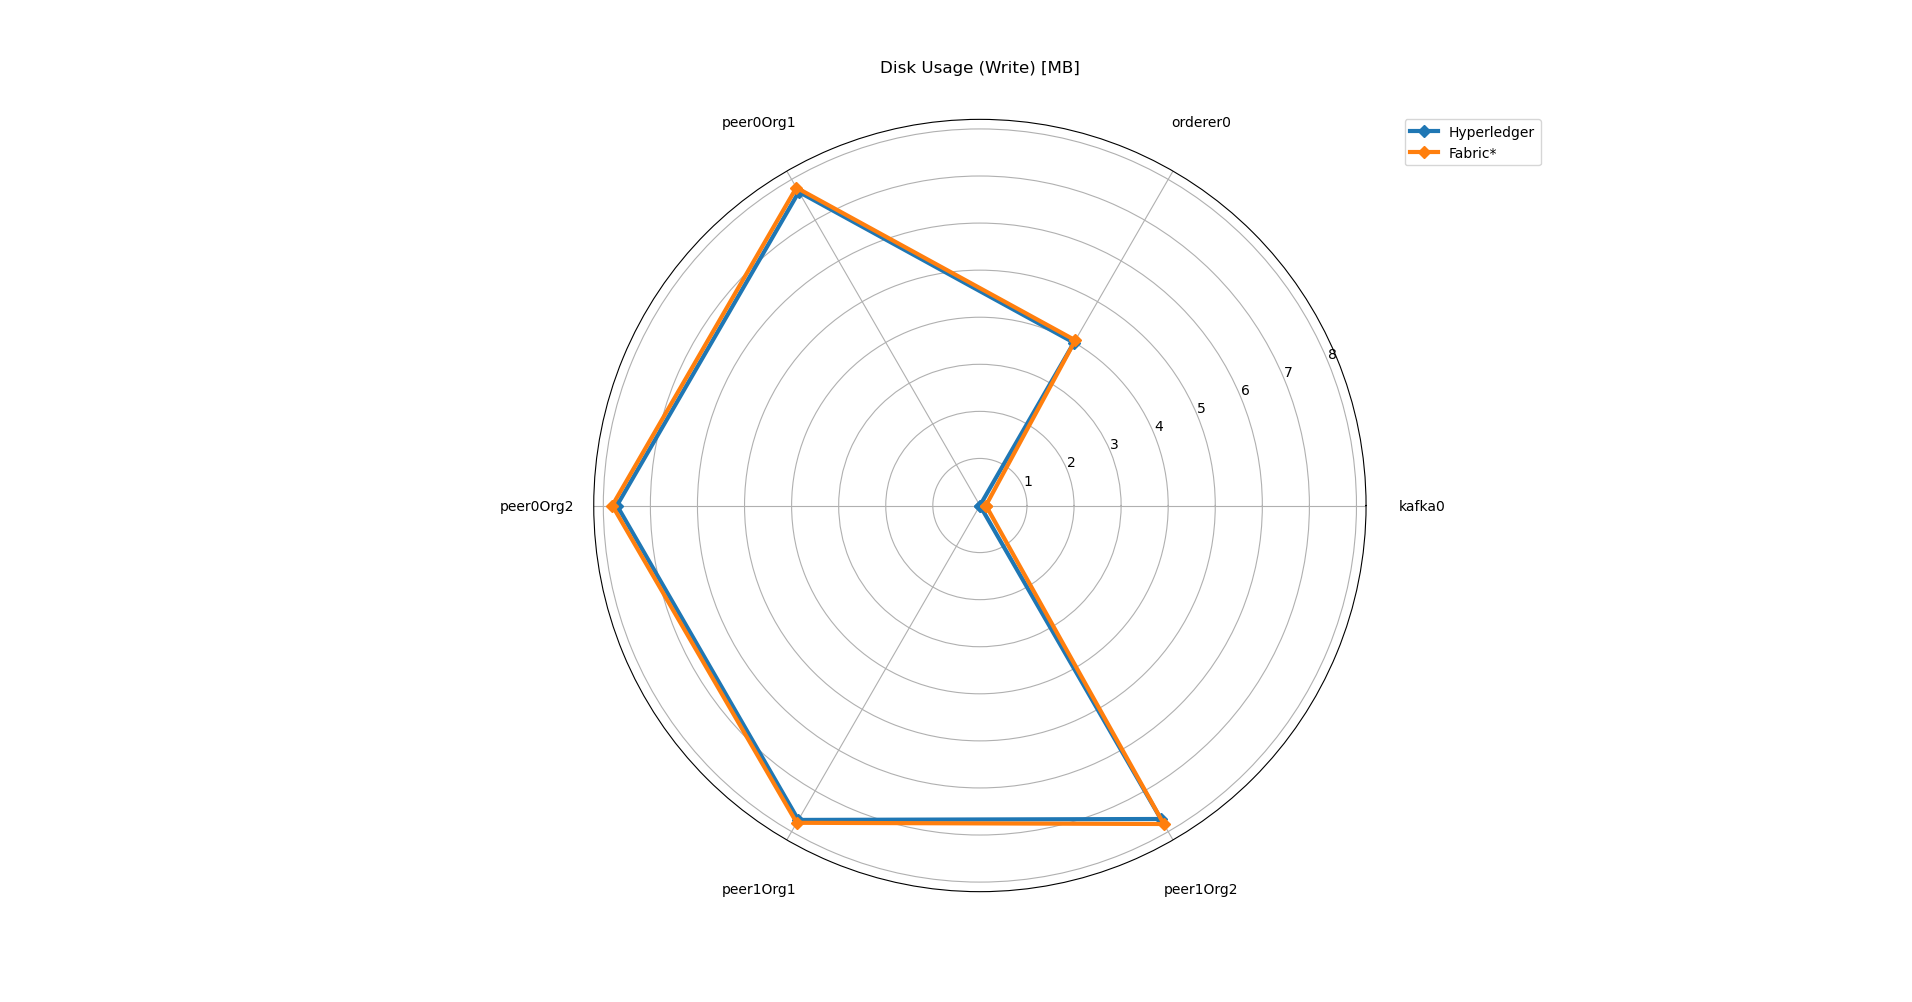 Disk Usage (Write) [MB]
peer0Org1
orderer0
Hyperledger
Fabric*
8
7
6
5
4
3
2
1
peer0Org2
kafka0
peer1Org1
peer1Org2